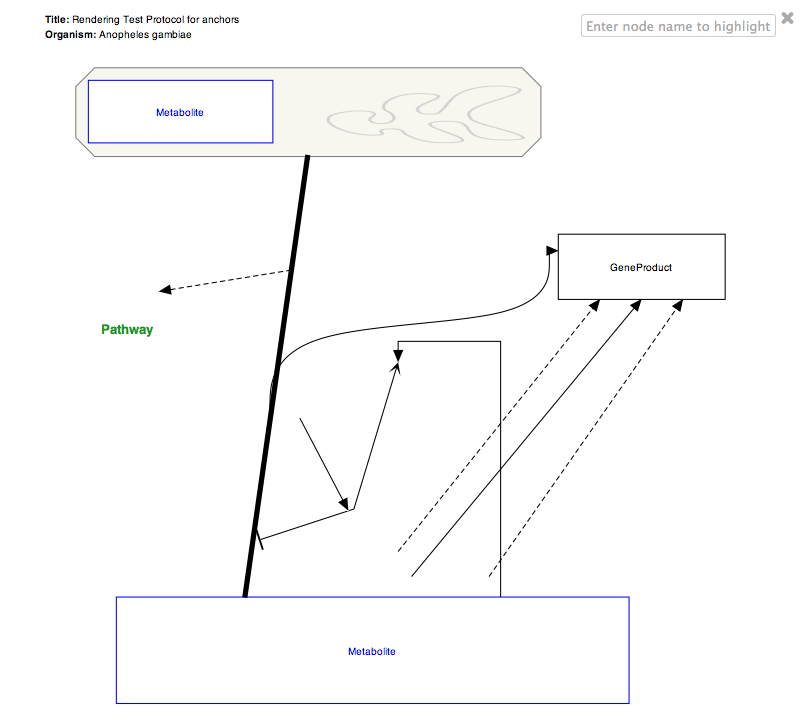 Title: Rendering Test Protocol for anchors
Organism: Anopheles gambiae
Enter node name to highlight
Metabolite
GeneProduct
Pathway
Metabolite